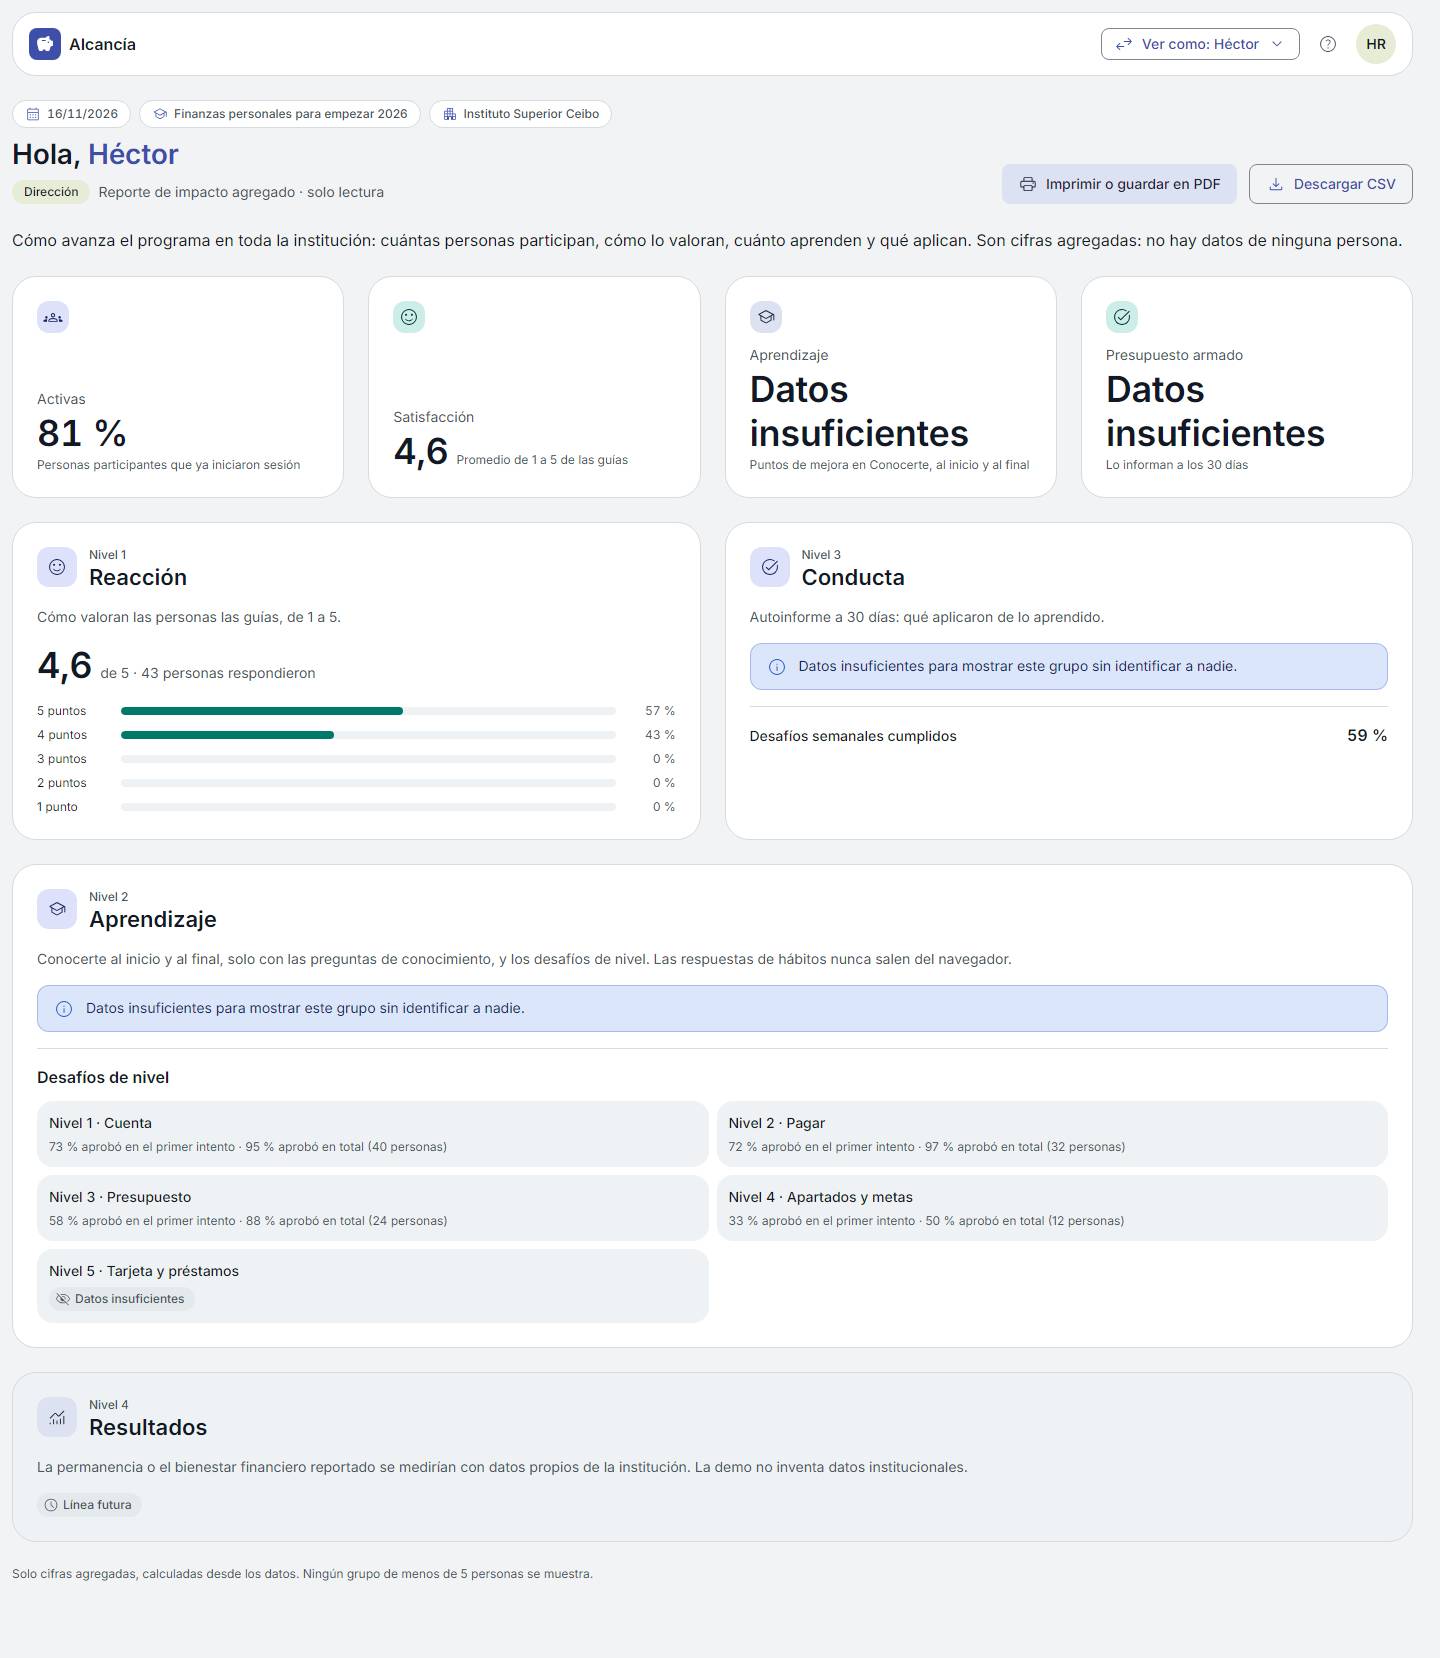 Alcancía
Ver como: Héctor
HR
16/11/2026
Finanzas personales para empezar 2026
Instituto Superior Ceibo
Hola, Héctor
Dirección
Reporte de impacto agregado · solo lectura
Imprimir o guardar en PDF
Descargar CSV
Cómo avanza el programa en toda la institución: cuántas personas participan, cómo lo valoran, cuánto aprenden y qué aplican. Son cifras agregadas: no hay datos de ninguna persona.
Activas
81 %
Personas participantes que ya iniciaron sesión
Satisfacción
4,6 Promedio de 1 a 5 de las guías
Aprendizaje
Datos
insuficientes
Puntos de mejora en Conocerte, al inicio y al final
Presupuesto armado
Datos
insuficientes
Lo informan a los 30 días
Nivel 1
Reacción
Cómo valoran las personas las guías, de 1 a 5.
4,6 de 5 · 43 personas respondieron
5 puntos 57 %
4 puntos 43 %
3 puntos 0 %
2 puntos 0 %
1 punto 0 %
Nivel 3
Conducta
Autoinforme a 30 días: qué aplicaron de lo aprendido.
Datos insuficientes para mostrar este grupo sin identificar a nadie.
Desafíos semanales cumplidos 59 %
Nivel 2
Aprendizaje
Conocerte al inicio y al final, solo con las preguntas de conocimiento, y los desafíos de nivel. Las respuestas de hábitos nunca salen del navegador.
Datos insuficientes para mostrar este grupo sin identificar a nadie.
Desafíos de nivel
Nivel 1 · Cuenta
73 % aprobó en el primer intento · 95 % aprobó en total (40 personas)
Nivel 2 · Pagar
72 % aprobó en el primer intento · 97 % aprobó en total (32 personas)
Nivel 3 · Presupuesto
58 % aprobó en el primer intento · 88 % aprobó en total (24 personas)
Nivel 4 · Apartados y metas
33 % aprobó en el primer intento · 50 % aprobó en total (12 personas)
Nivel 5 · Tarjeta y préstamos
Datos insuficientes
Nivel 4
Resultados
La permanencia o el bienestar financiero reportado se medirían con datos propios de la institución. La demo no inventa datos institucionales.
Línea futura
Solo cifras agregadas, calculadas desde los datos. Ningún grupo de menos de 5 personas se muestra.